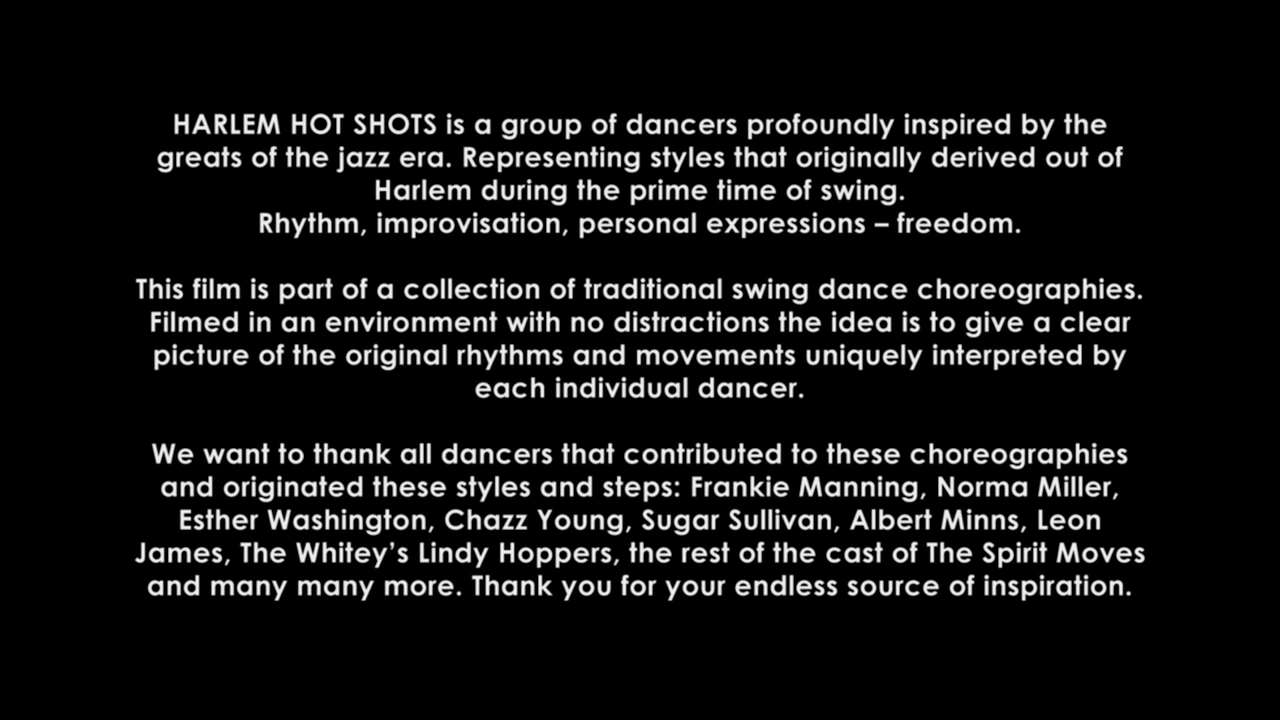 HARLEM HOT SHOTS is a group of dancers profoundly inspired by the
greats of the jazz era. Representing styles that originally derived out of
Harlem during the prime time of swing.
Rhythm, improvisation, personal expressions – freedom.
This film is part of a collection of traditional swing dance choreographies.
Filmed in an environment with no distractions the idea is to give a clear
picture of the original rhythms and movements uniquely interpreted by
each individual dancer.
We want to thank all dancers that contributed to these choreographies
and originated these styles and steps: Frankie Manning, Norma Miller,
Esther Washington, Chazz Young, Sugar Sullivan, Albert Minns, Leon
James, The Whitey’s Lindy Hoppers, the rest of the cast of The Spirit Moves
and many many more. Thank you for your endless source of inspiration.